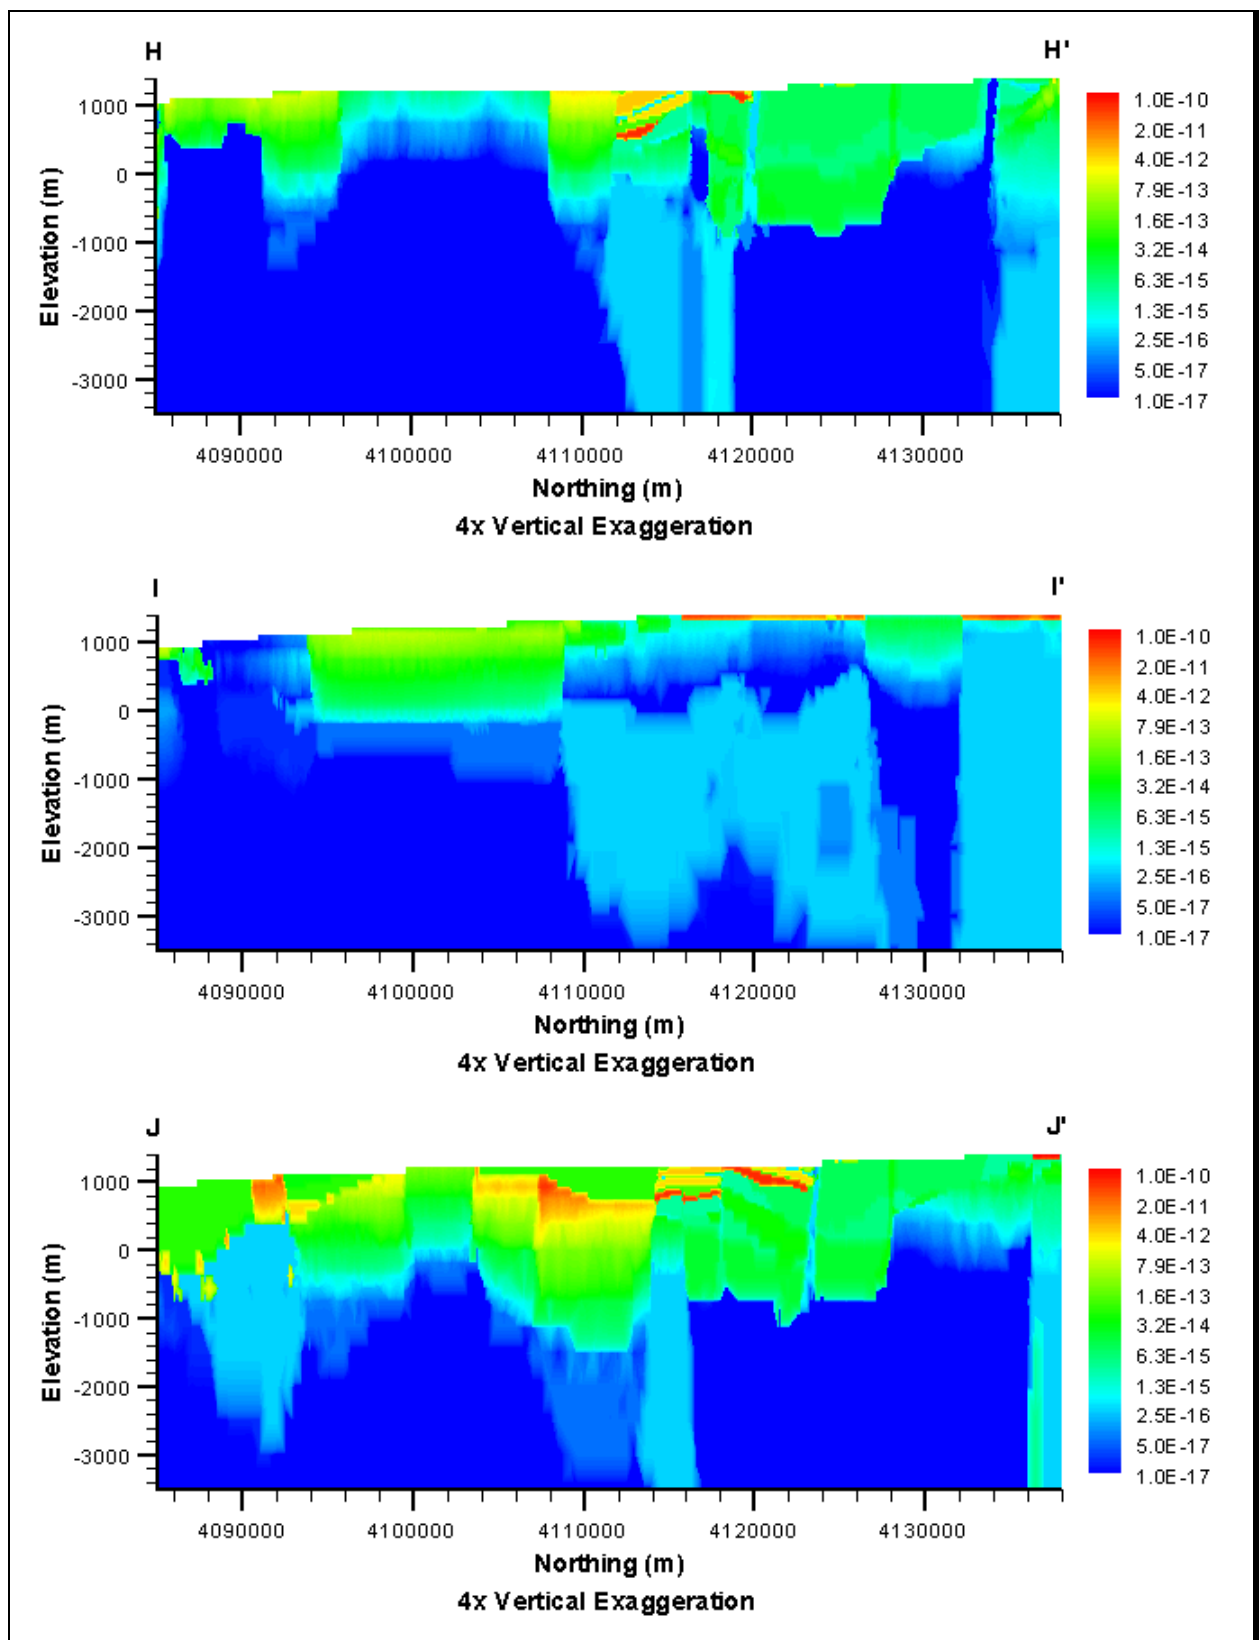 H H'
1000
0
-1000
-2000
-3000
Elevation (m)
4090000 4100000 4110000 4120000 4130000
Northing (m)
4x Vertical Exaggeration
1.0E-10
2.0E-11
4.0E-12
7.9E-13
1.6E-13
3.2E-14
6.3E-15
1.3E-15
2.5E-16
5.0E-17
1.0E-17
I I'
1000
0
-1000
-2000
-3000
Elevation (m)
4090000 4100000 4110000 4120000 4130000
Northing (m)
4x Vertical Exaggeration
1.0E-10
2.0E-11
4.0E-12
7.9E-13
1.6E-13
3.2E-14
6.3E-15
1.3E-15
2.5E-16
5.0E-17
1.0E-17
J J'
1000
0
-1000
-2000
-3000
Elevation (m)
4090000 4100000 4110000 4120000 4130000
Northing (m)
4x Vertical Exaggeration
1.0E-10
2.0E-11
4.0E-12
7.9E-13
1.6E-13
3.2E-14
6.3E-15
1.3E-15
2.5E-16
5.0E-17
1.0E-17